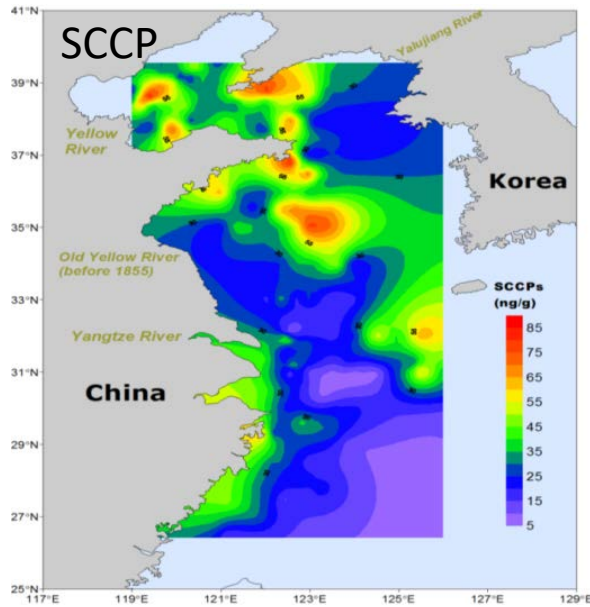 41°N
SCCP
Yalujiang River
39°N
Yellow
River
37°N
Korea
35°N
Old Yellow River
(before 1855)
SCCPs
(ng/g)
33°N
Yangtze River
85
75
65
55
45
35
25
15
5
31°N
China
29°N
27°N
25°N
117°E
119°E
121°E
123°E
125°E
127°E
129°E